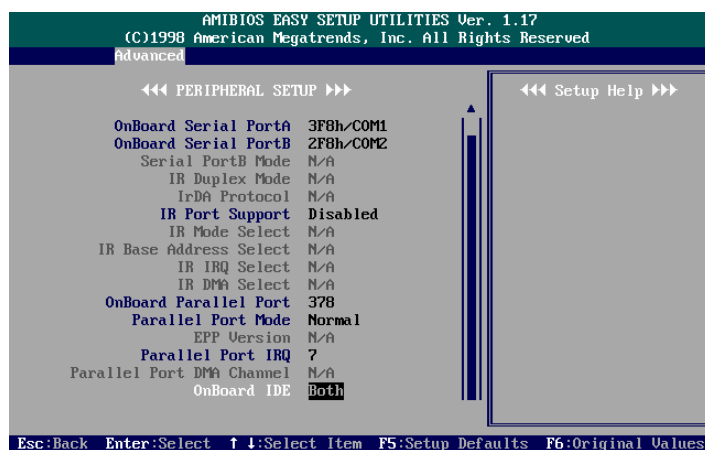 AMIBIOS EASY SETUP UTILITIES Ver. 1.17
(C)1998 American Megatrends, Inc. All Rights Reserved
Advanced
◄◄◄ PERIPHERAL SETUP ►►►
◄◄◄ Setup Help ►►►
OnBoard Serial PortA 3F8h/COM1
OnBoard Serial PortB 2F8h/COM2
Serial PortB Mode N/A
IR Duplex Mode N/A
IrDA Protocol N/A
IR Port Support Disabled
IR Mode Select N/A
IR Base Address Select N/A
IR IRQ Select N/A
IR DMA Select N/A
OnBoard Parallel Port 378
Parallel Port Mode Normal
EPP Version N/A
Parallel Port IRQ 7
Parallel Port DMA Channel N/A
OnBoard IDE Both
Esc:Back Enter:Select ↑ ↓:Select Item F5:Setup Defaults F6:Original Values